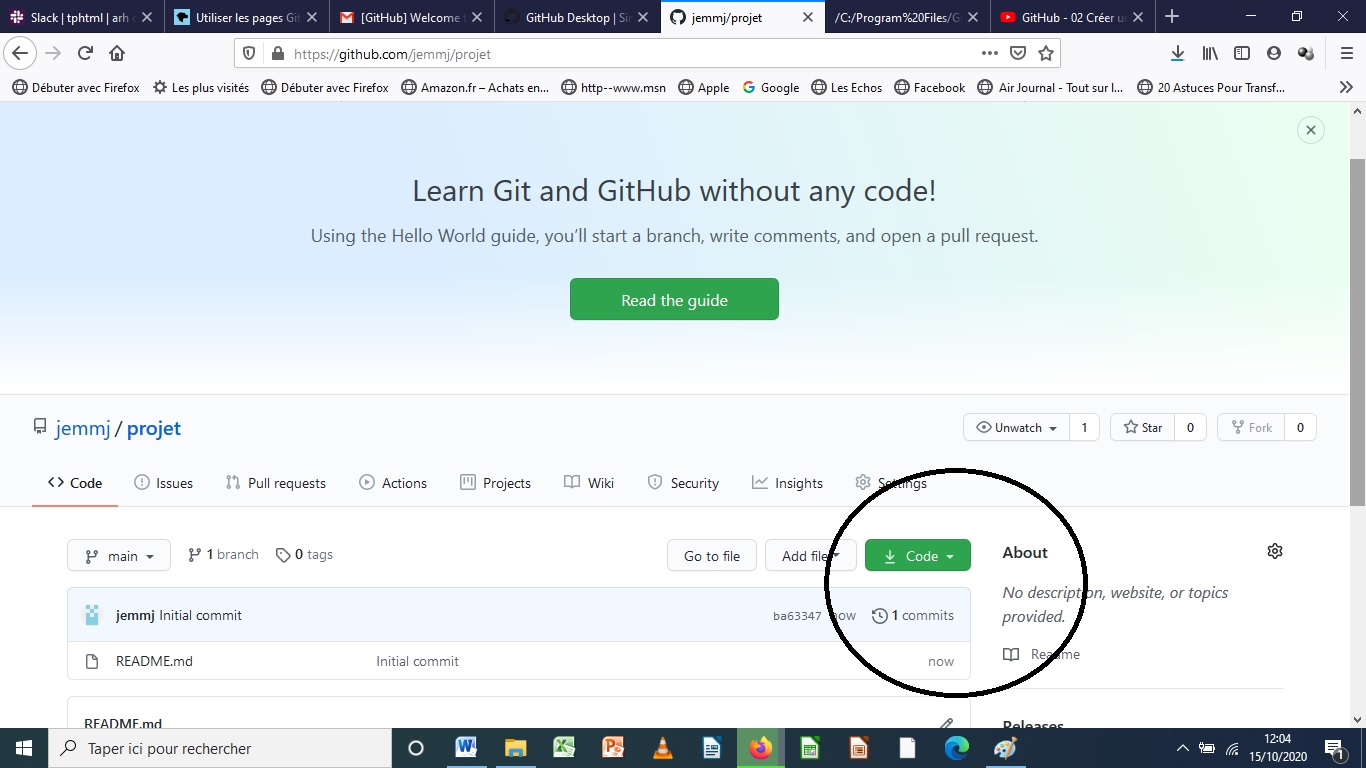 Slack | tphtml | arh c
Utiliser les pages Git
[GitHub] Welcome t
GitHub Desktop | Sim
jemmj/projet
/C:/Program%20Files/G
GitHub - 02 Créer u
https://github.com/jemmj/projet
Débuter avec Firefox
Les plus visités
Débuter avec Firefox
Amazon.fr – Achats en...
http--www.msn
Apple
Google
Les Echos
Facebook
Air Journal - Tout sur l...
20 Astuces Pour Transf...
Learn Git and GitHub without any code!
Using the Hello World guide, you’ll start a branch, write comments, and open a pull request.
Read the guide
jemmj / projet
Unwatch 1
Star 0
Fork 0
Code
Issues
Pull requests
Actions
Projects
Wiki
Security
Insights
Settings
main
1 branch
0 tags
Go to file
Add file
Code
About
No description, website, or topics
provided.
Readme
jemmj Initial commit
ba63347 now
1 commits
README.md
Initial commit
now
README.md
Releases
Taper ici pour rechercher
12:04
15/10/2020
1